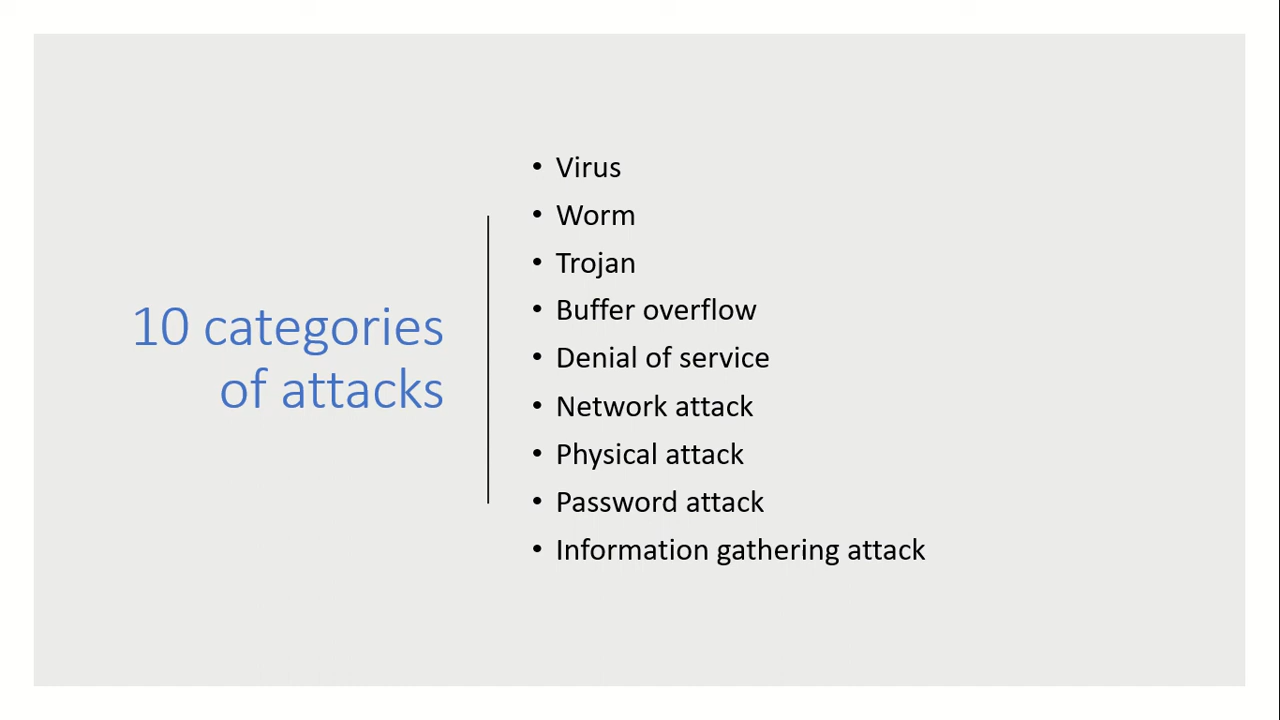 10 categories
of attacks
• Virus
• Worm
• Trojan
• Buffer overflow
• Denial of service
• Network attack
• Physical attack
• Password attack
• Information gathering attack